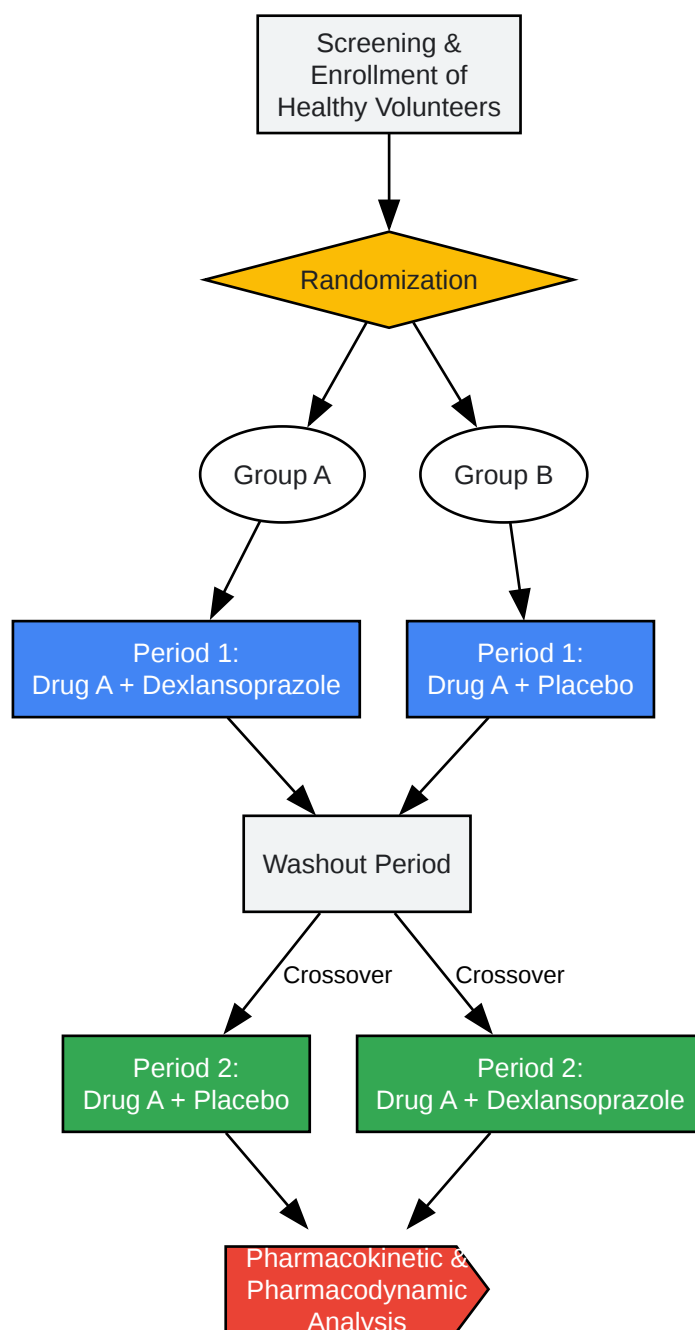 Screening &
Enrollment of
Healthy Volunteers
Randomization
Group A
Group B
Period 1:
Drug A + Dexlansoprazole
Period 1:
Drug A + Placebo
Washout Period
Crossover
Crossover
Period 2:
Drug A + Placebo
Period 2:
Drug A + Dexlansoprazole
Pharmacokinetic &
Pharmacodynamic
Analysis